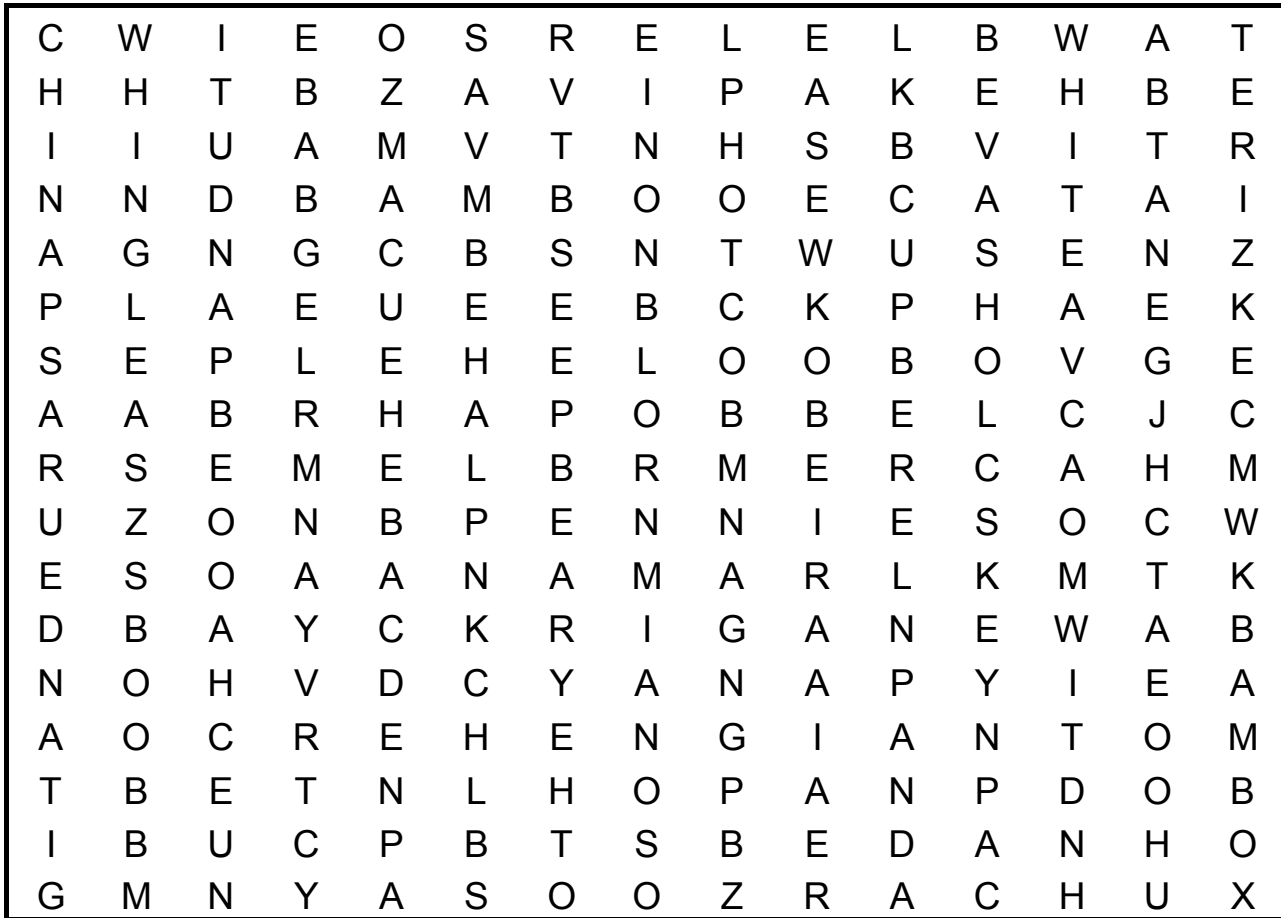 C W I E O S R E L E L B W A T
H H T B Z A V I P A K E H B E
I I U A M V T N H S B V I T R
N N D B A M B O O E C A T A I
A G N G C B S N T W U S E N Z
P L A E U E E B C K P H A E K
S E P L E H E L O O B O V G E
A A B R H A P O B B E L C J C
R S E M E L B R M E R C A H M
U Z O N B P E N N I E S O C W
E S O A A N A M A R L K M T K
D B A Y C K R I G A N E W A B
N O H V D C Y A N A P Y I E A
A O C R E H E N G I A N T O M
T B E T N L H O P A N P D O B
I B U C P B T S B E D A N H O
G M N Y A S O O Z R A C H U X